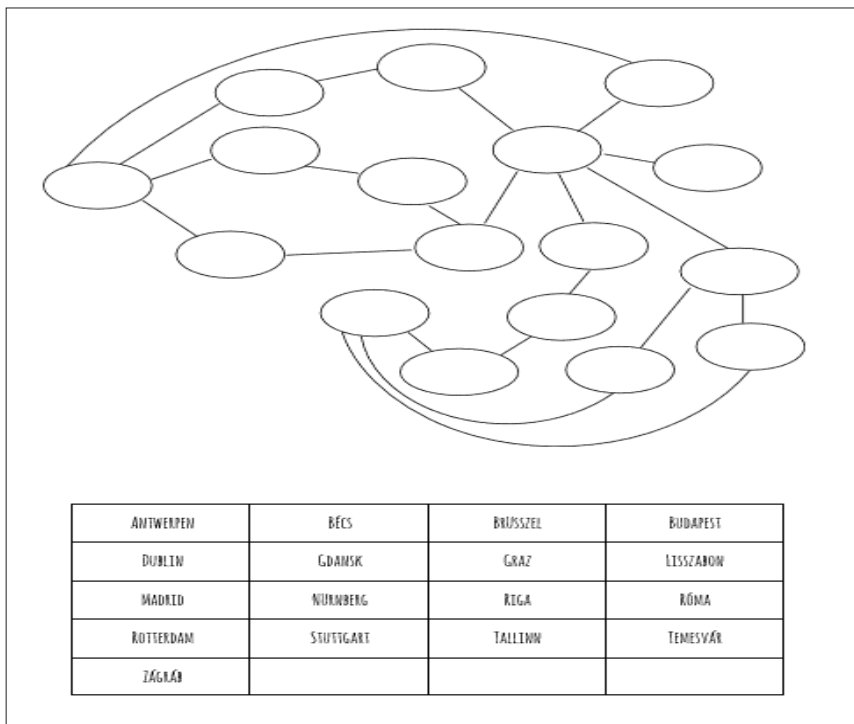 ANTWERPEN BÉCS BRÜSSZEL BUDAPEST
DUBLIN GDANSK GRAZ LISSZABON
MADRID NÜRNBERG RIGA RÓMA
ROTTERDAM STUTTGART TALLINN TEMESVÁR
ZÁGRÁB